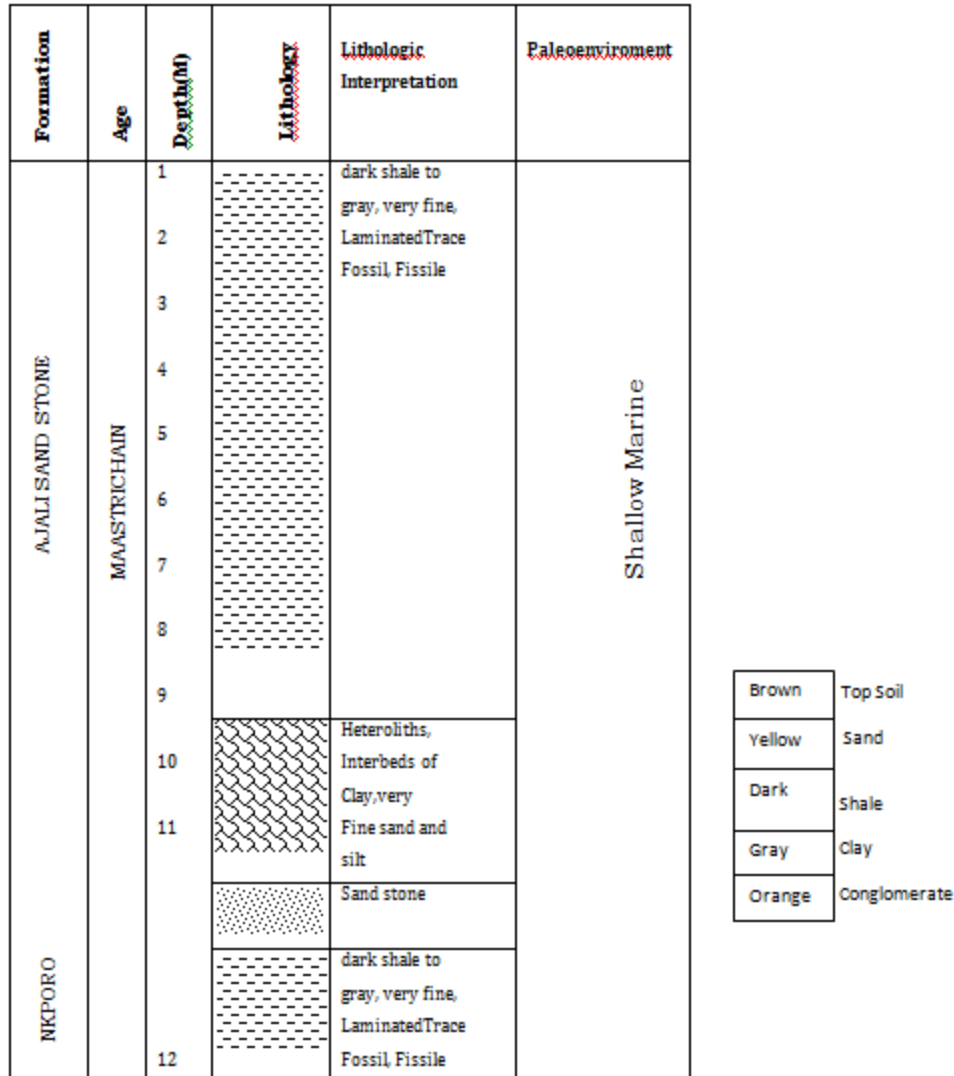 Formation
Age
Depth(M)
Lithology
Lithologic
Interpretation
Paleoenviroment
AJALI SAND STONE
NKPORO
MAASTRICHAIN
1
2
3
4
5
6
7
8
9
10
11
12
dark shale to
gray, very fine,
LaminatedTrace
Fossil, Fissile
Heteroliths,
Interbeds of
Clay,very
Fine sand and
silt
Sand stone
dark shale to
gray, very fine,
LaminatedTrace
Fossil, Fissile
Shallow Marine
Brown Top Soil
Yellow Sand
Dark Shale
Gray Clay
Orange Conglomerate